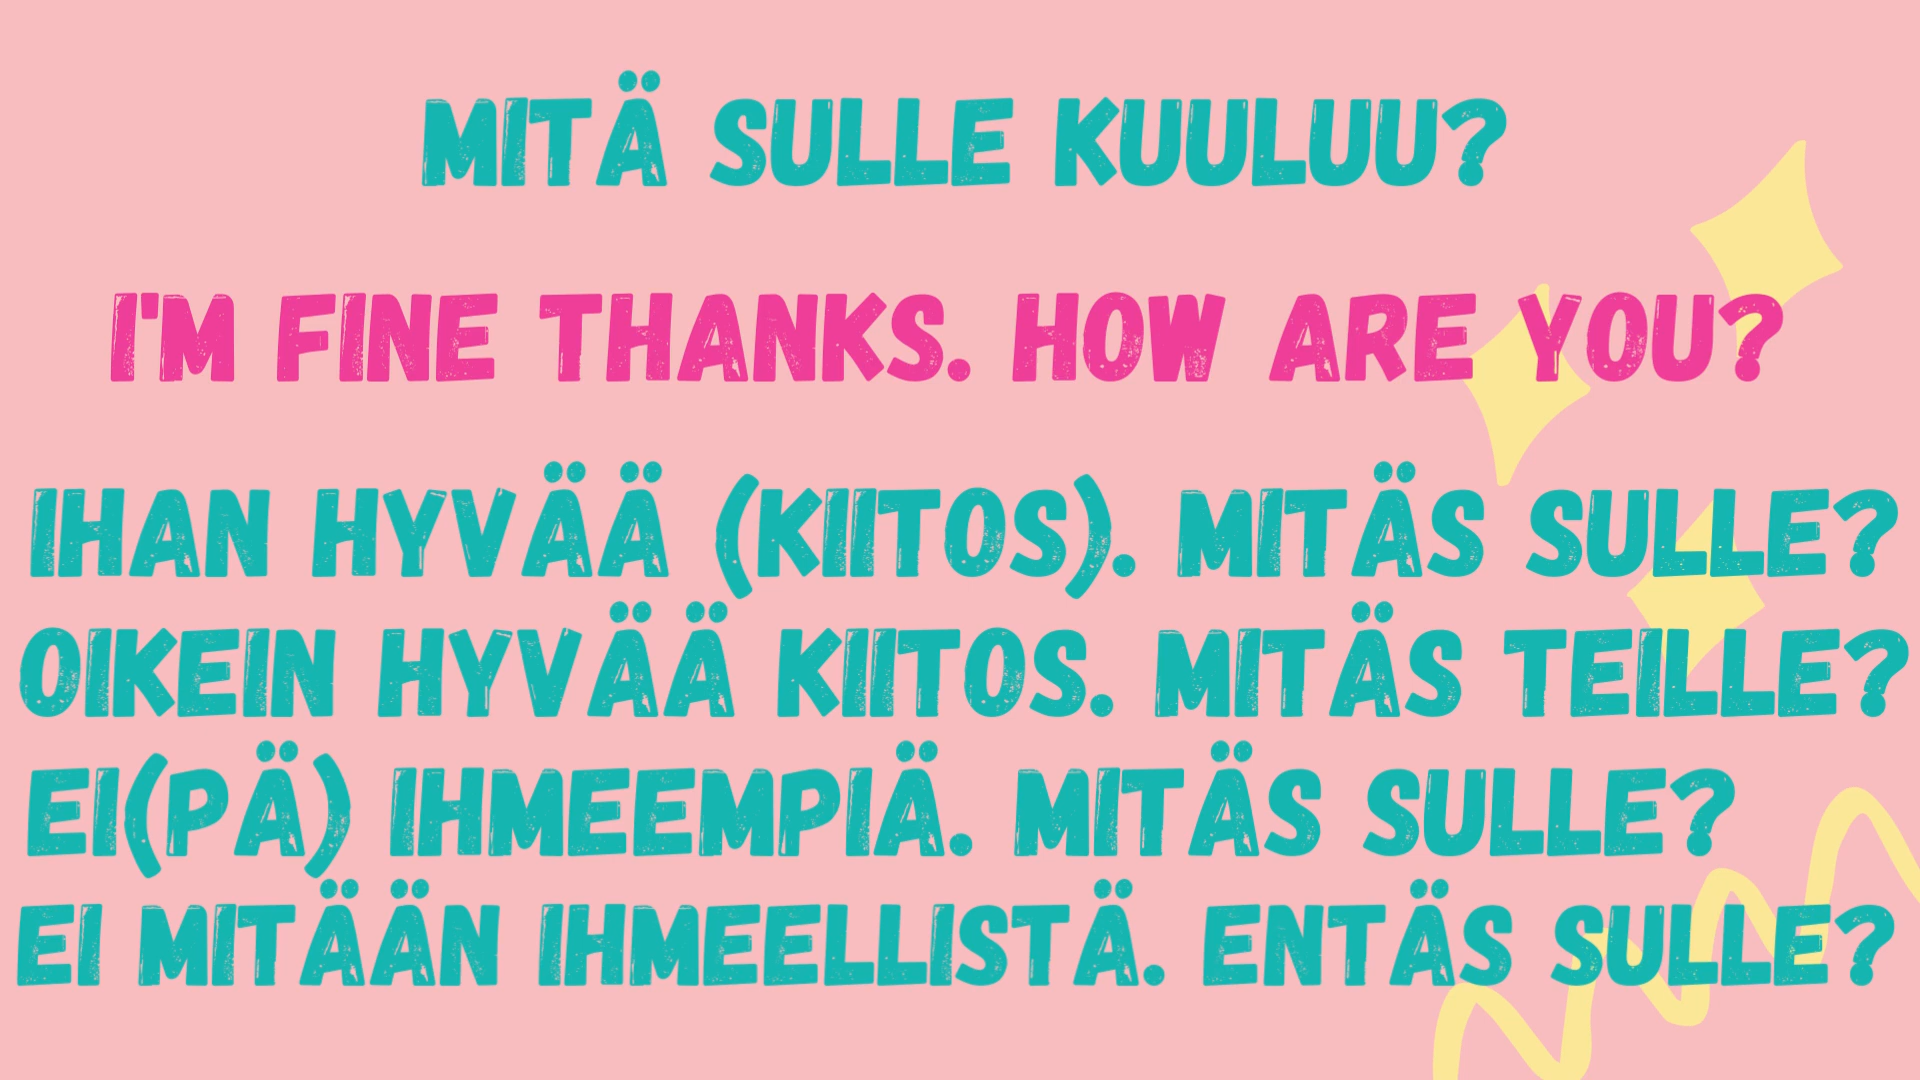 MITÄ SULLE KUULUU?
I'M FINE THANKS. HOW ARE YOU?
IHAN HYVÄÄ (KIITOS). MITÄS SULLE?
OIKEIN HYVÄÄ KIITOS. MITÄS TEILLE?
EI(PÄ) IHMEEMPIÄ. MITÄS SULLE?
EI MITÄÄN IHMEELLISTÄ. ENTÄS SULLE?